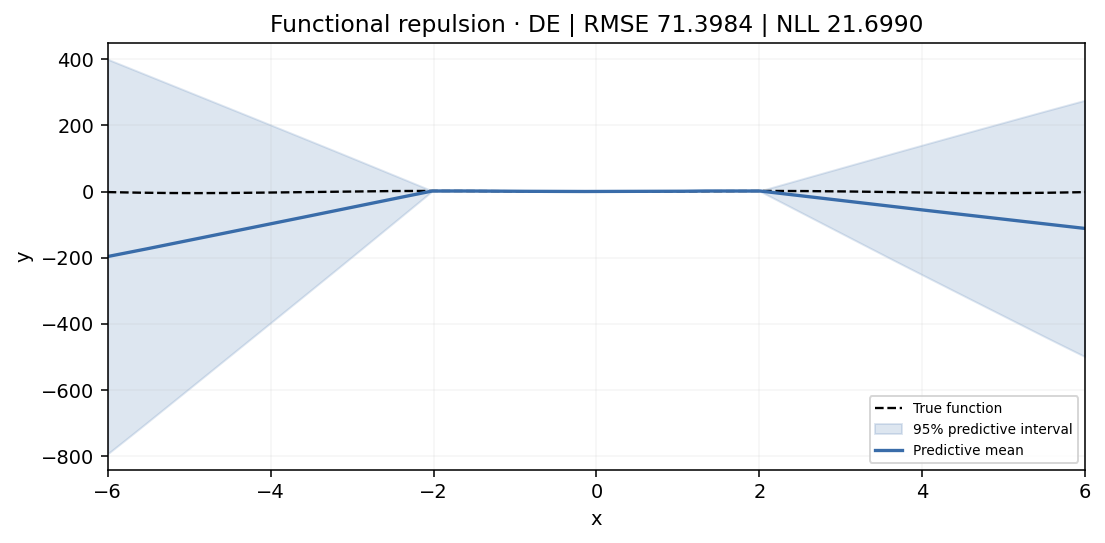 Functional repulsion · DE | RMSE 71.3984 | NLL 21.6990
400
200
0
−200
−400
−600
−800
y
−6
−4
−2
0
2
4
6
x
True function
95% predictive interval
Predictive mean